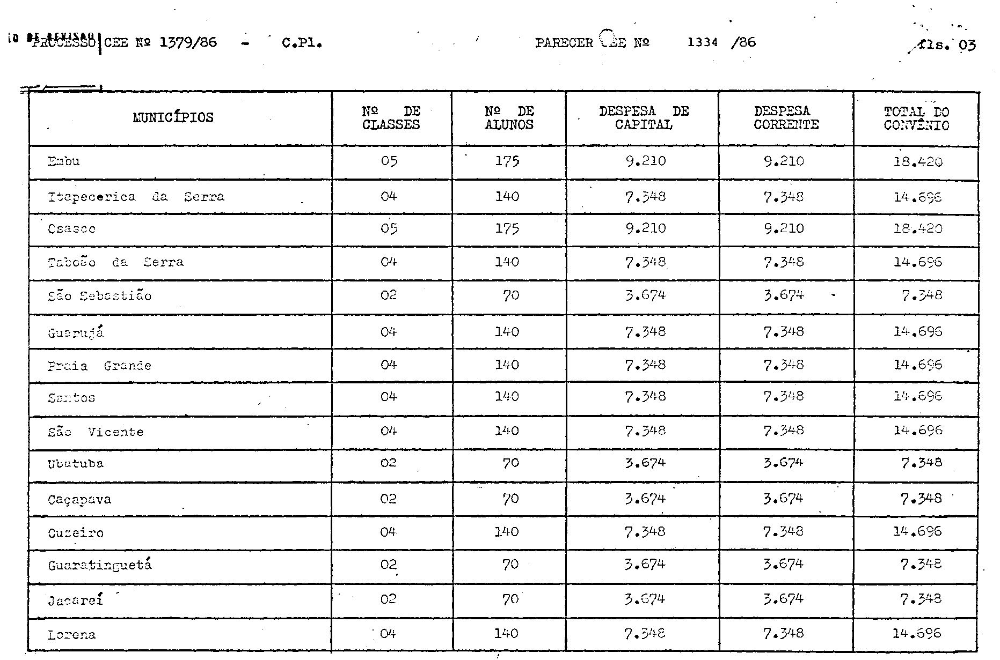 IO DE REVISÃO
PROCESSO CEE Nº 1379/86 - C.Pl. PARECER CEE Nº 1334 /86 fls. 03
MUNICÍPIOS Nº DE CLASSES Nº DE ALUNOS DESPESA DE CAPITAL DESPESA CORRENTE TOTAL DO CONVÊNIO
Embu 05 175 9.210 9.210 18.420
Itapecerica da Serra 04 140 7.348 7.348 14.696
Osasco 05 175 9.210 9.210 18.420
Taboão da Serra 04 140 7.348 7.348 14.696
São Sebastião 02 70 3.674 3.674 7.348
Guarujá 04 140 7.348 7.348 14.696
Praia Grande 04 140 7.348 7.348 14.696
Santos 04 140 7.348 7.348 14.696
São Vicente 04 140 7.348 7.348 14.696
Ubatuba 02 70 3.674 3.674 7.348
Caçapava 02 70 3.674 3.674 7.348
Cuzeiro 04 140 7.348 7.348 14.696
Guaratinguetá 02 70 3.674 3.674 7.348
Jacareí 02 70 3.674 3.674 7.348
Lorena 04 140 7.348 7.348 14.696